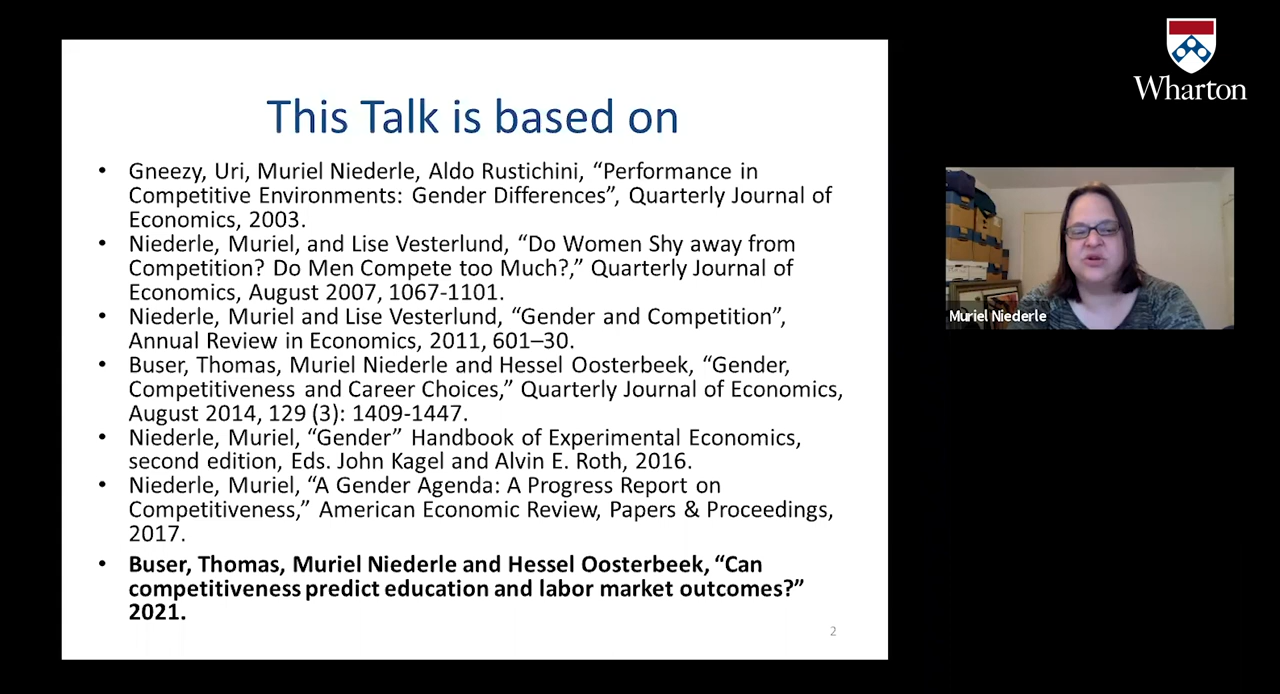 This Talk is based on
• Gneezy, Uri, Muriel Niederle, Aldo Rustichini, “Performance in
Competitive Environments: Gender Differences”, Quarterly Journal of
Economics, 2003.
• Niederle, Muriel, and Lise Vesterlund, “Do Women Shy away from
Competition? Do Men Compete too Much?,” Quarterly Journal of
Economics, August 2007, 1067-1101.
• Niederle, Muriel and Lise Vesterlund, “Gender and Competition”,
Annual Review in Economics, 2011, 601–30.
• Buser, Thomas, Muriel Niederle and Hessel Oosterbeek, “Gender,
Competitiveness and Career Choices,” Quarterly Journal of Economics,
August 2014, 129 (3): 1409-1447.
• Niederle, Muriel, “Gender” Handbook of Experimental Economics,
second edition, Eds. John Kagel and Alvin E. Roth, 2016.
• Niederle, Muriel, “A Gender Agenda: A Progress Report on
Competitiveness,” American Economic Review, Papers & Proceedings,
2017.
• Buser, Thomas, Muriel Niederle and Hessel Oosterbeek, “Can
competitiveness predict education and labor market outcomes?”
2021.
2
Wharton
Muriel Niederle